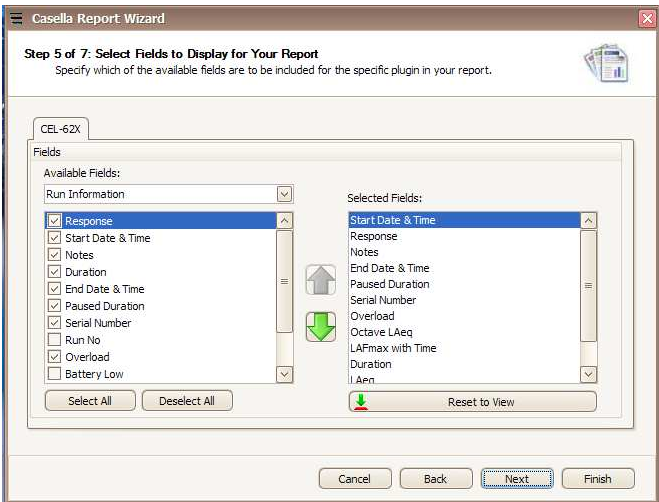 Casella Report Wizard
Step 5 of 7: Select Fields to Display for Your Report
Specify which of the available fields are to be included for the specific plugin in your report.
CEL-62X
Fields
Available Fields:
Run Information
Response
Start Date & Time
Notes
Duration
End Date & Time
Paused Duration
Serial Number
Run No
Overload
Battery Low
Select All
Deselect All
Selected Fields:
Start Date & Time
Response
Notes
End Date & Time
Paused Duration
Serial Number
Overload
Octave LAeq
LAFmax with Time
Duration
LAeq
Reset to View
Cancel
Back
Next
Finish